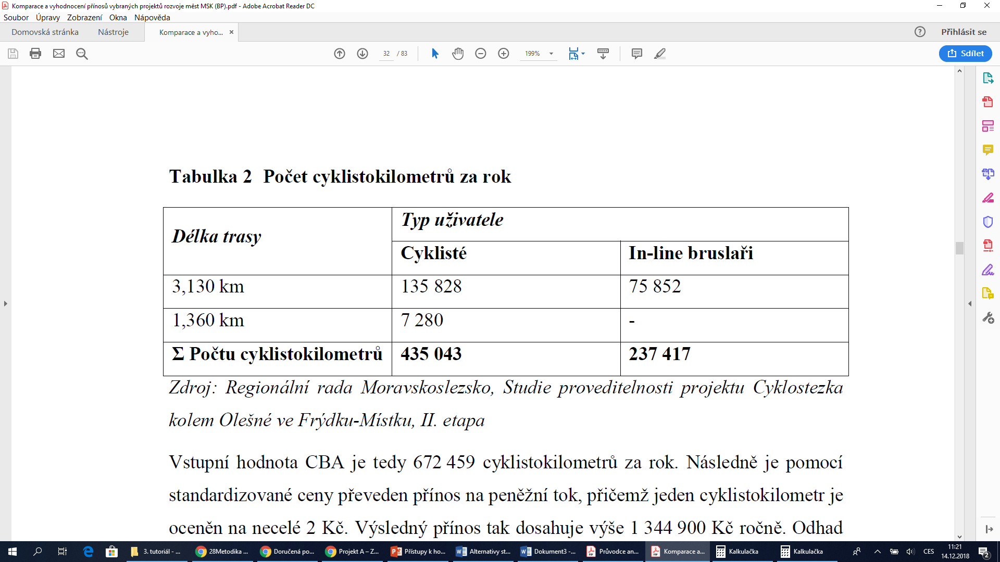 Komparace a vyhodnocení přínosů vybraných projektů rozvoje měst MSK (BP).pdf - Adobe Acrobat Reader DC
Soubor Úpravy Zobrazení Okna Nápověda
Domovská stránka Nástroje Komparace a vyho... × ? Přihlásit se
32 / 83 199% Sdílet
Tabulka 2 Počet cyklistokilometrů za rok
Délka trasy Typ uživatele
Cyklisté In-line bruslaři
3,130 km 135 828 75 852
1,360 km 7 280 -
Σ Počtu cyklistokilometrů 435 043 237 417
Zdroj: Regionální rada Moravskoslezsko, Studie proveditelnosti projektu Cyklostezka
kolem Olešné ve Frýdku-Místku, II. etapa
Vstupní hodnota CBA je tedy 672 459 cyklistokilometrů za rok. Následně je pomocí
standardizované ceny převeden přínos na peněžní tok, přičemž jeden cyklistokilometr je
oceněn na necelé 2 Kč. Výsledný přínos tak dosahuje výše 1 344 900 Kč ročně. Odhad
3. tutoriál - ... 28Metodika ... Doručená po... Projekt A – Z... Přístupy k ho... Alternativy st... Dokument3 -... Průvodce an... Komparace a... Kalkulačka Kalkulačka CES 11:21
14.12.2018 2